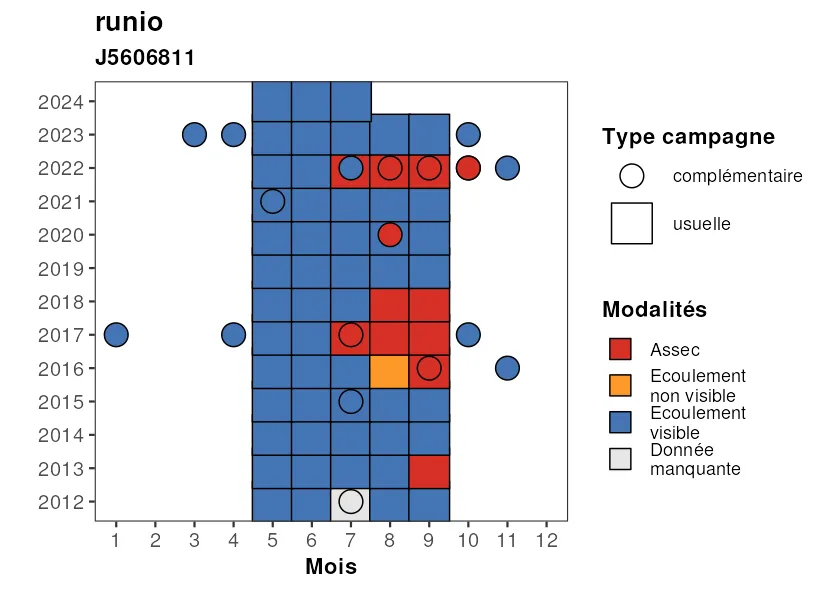 runio
J5606811
2024
2023
2022
2021
2020
2019
2018
2017
2016
2015
2014
2013
2012
1 2 3 4 5 6 7 8 9 10 11 12
Mois
Type campagne
complémentaire
usuelle
Modalités
Assec
Ecoulement
non visible
Ecoulement
visible
Donnée
manquante